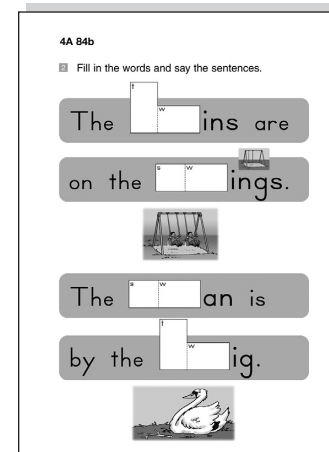 4A 84b
2 Fill in the words and say the sentences.
The t w ins are
on the s w ings.
The s w an is
by the t w ig.